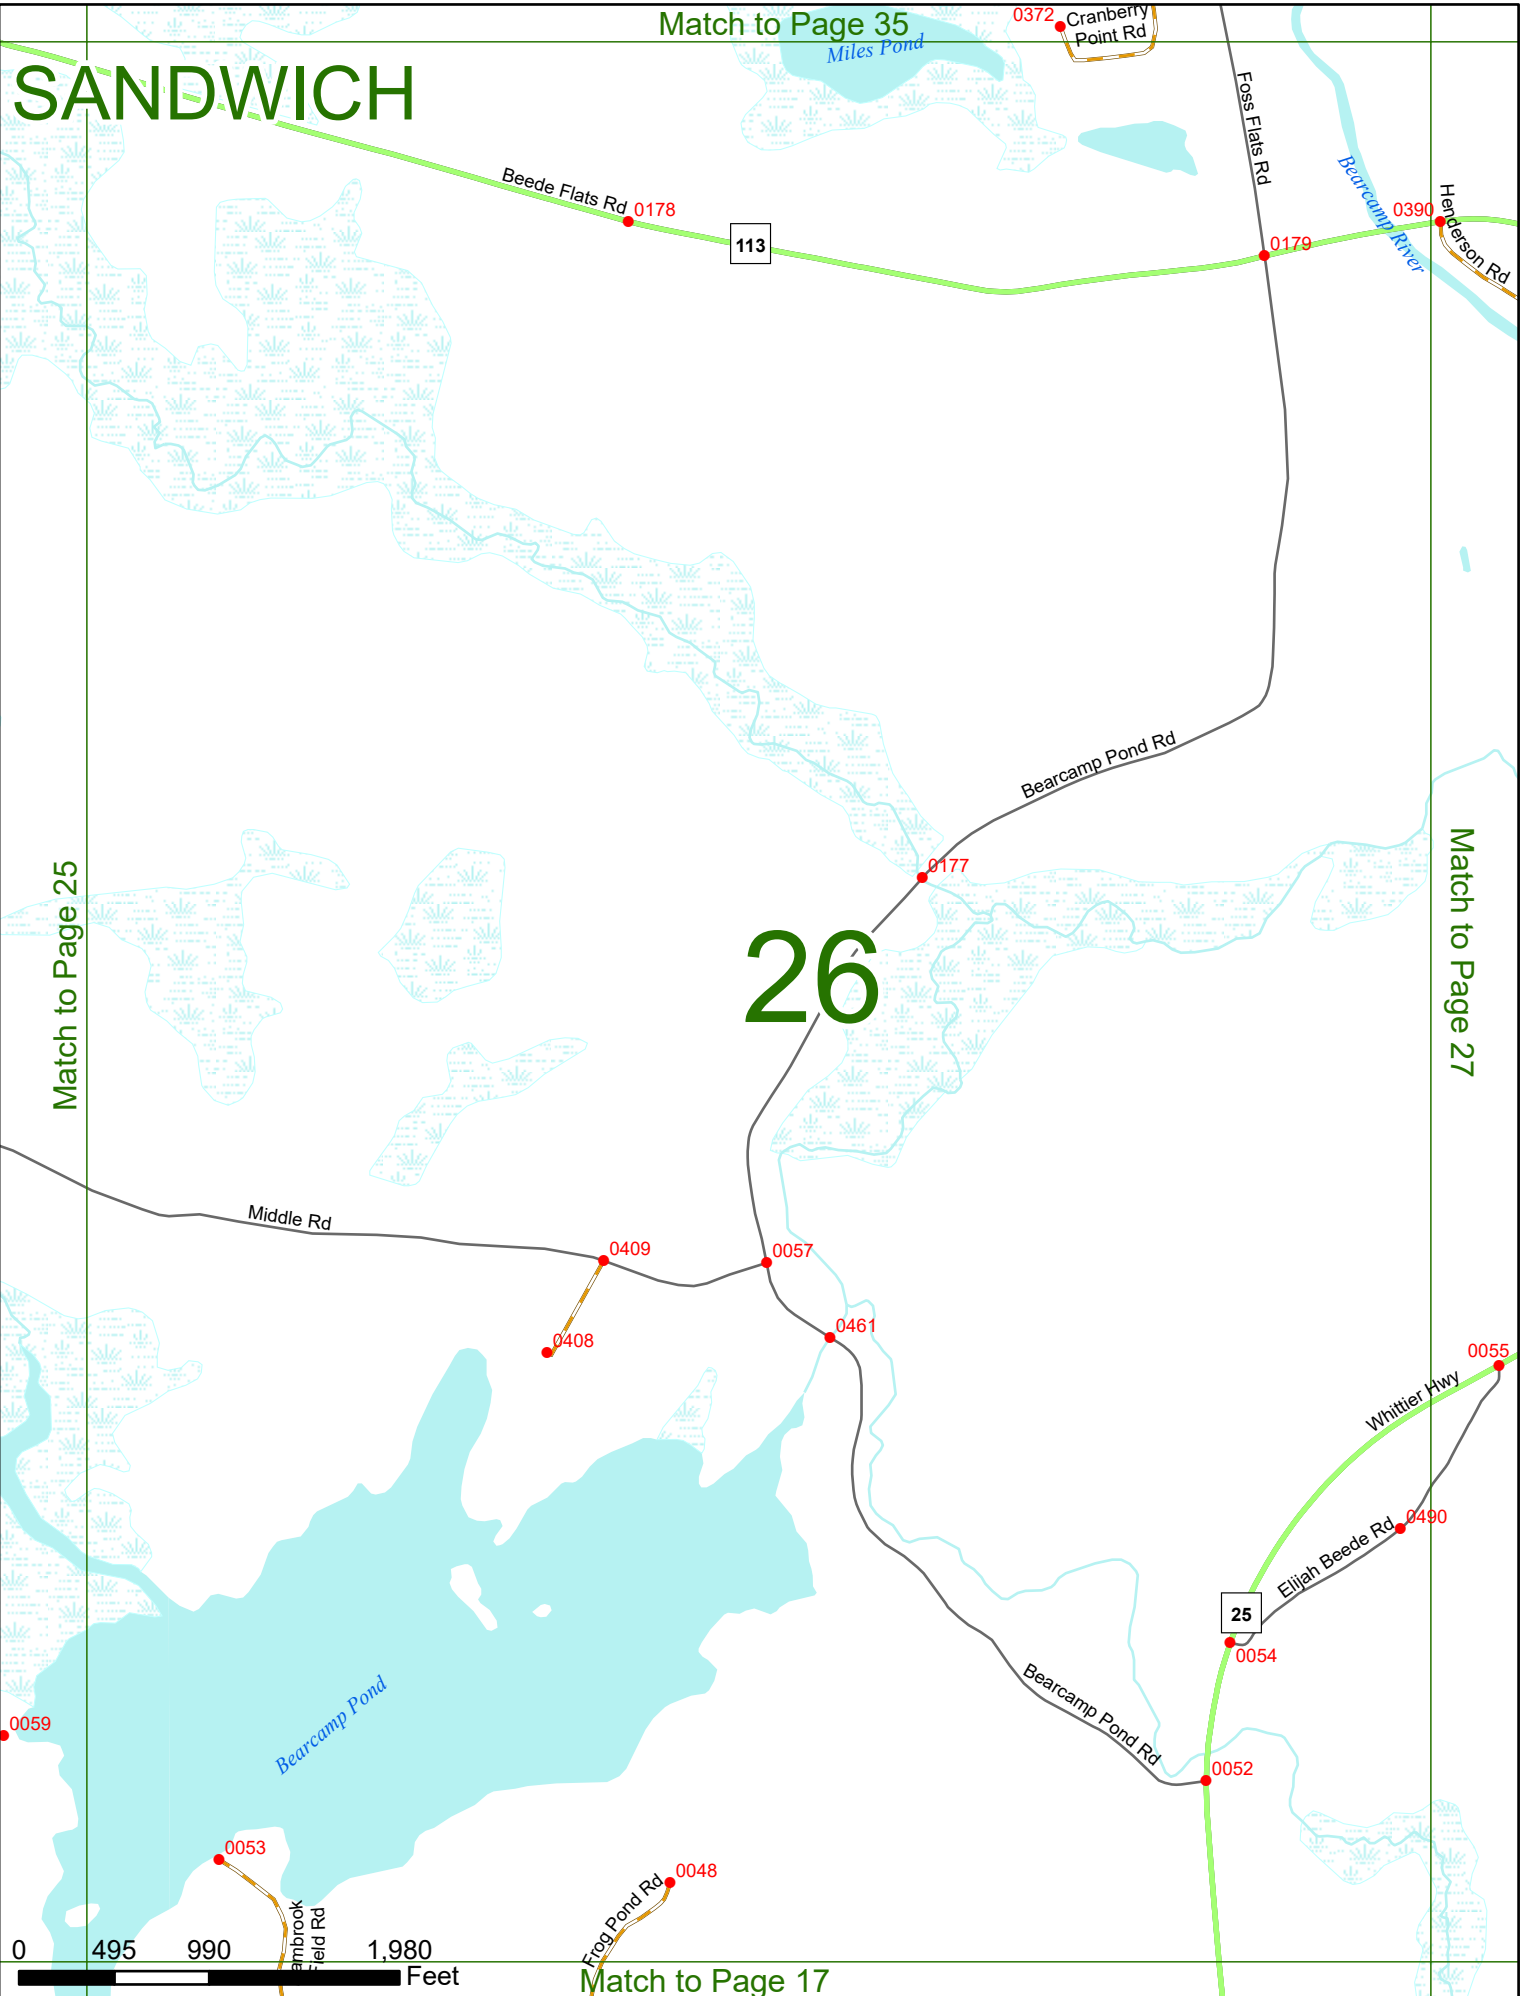 Match to Page 35
0372
Cranberry
Point Rd
Miles Pond
SANDWICH
Foss Flats Rd
Bearcamp River
Beede Flats Rd
0178
113
0179
0390
Henderson Rd
Bearcamp Pond Rd
0177
Match to Page 25
26
Match to Page 27
Middle Rd
0409
0057
0408
0461
0055
Whittier Hwy
0490
Elijah Beede Rd
25
0054
Bearcamp Pond Rd
0052
0059
Bearcamp Pond
0053
0048
Frog Pond Rd
ambrook
Field Rd
0 495 990 1,980
Feet
Match to Page 17